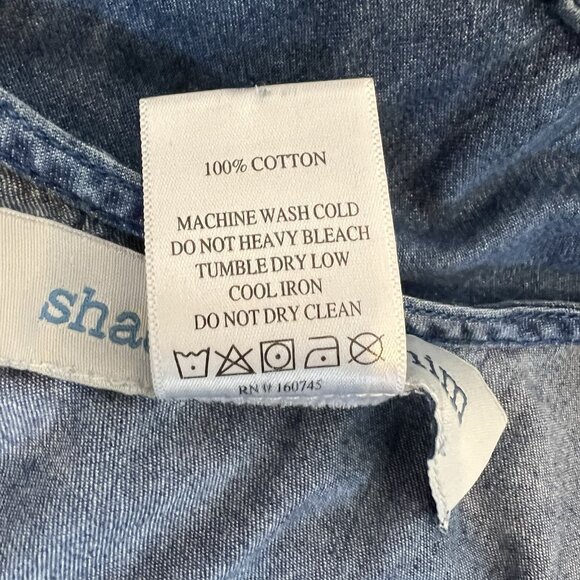 100% COTTON
MACHINE WASH COLD
DO NOT HEAVY BLEACH
TUMBLE DRY LOW
COOL IRON
DO NOT DRY CLEAN
RN # 160745